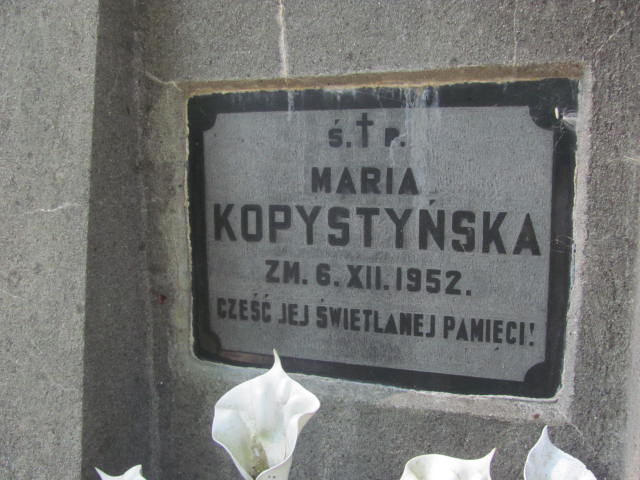 Ś.✝P.
MARIA
KOPYSTYŃSKA
ZM. 6. XII. 1952.
CZEŚĆ JEJ ŚWIETLANEJ PAMIĘCI!